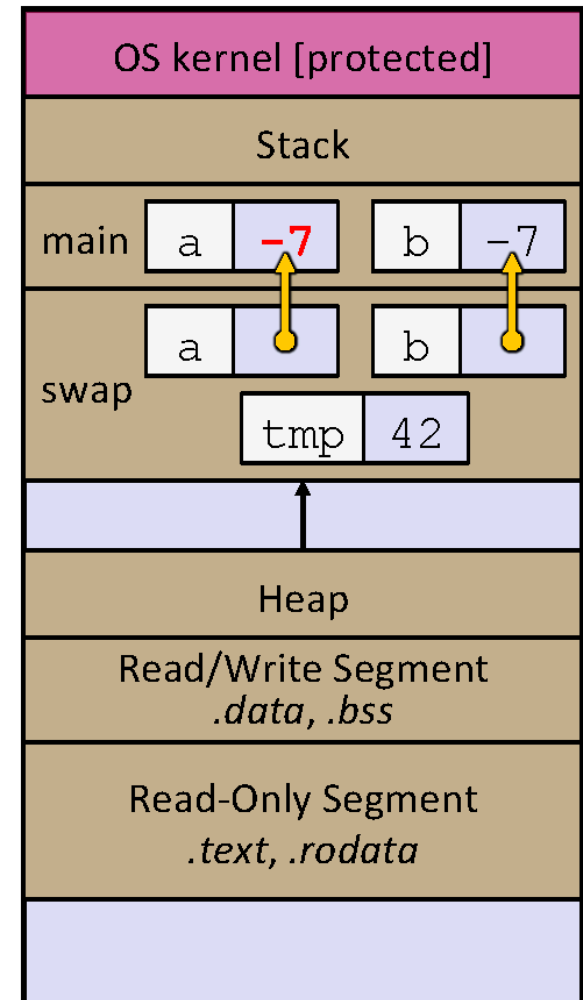 OS kernel [protected]
Stack
main a -7 b -7
a b
swap
tmp 42
Heap
Read/Write Segment
.data, .bss
Read-Only Segment
.text, .rodata